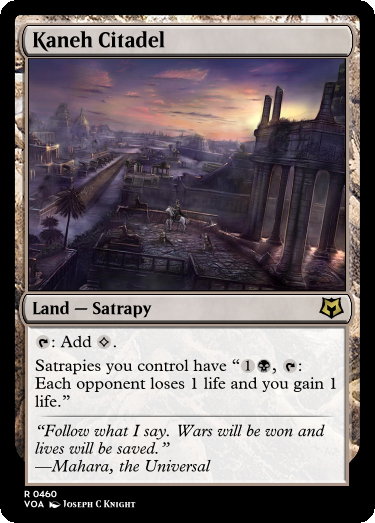 Kaneh Citadel
Land — Satrapy
: Add .
Satrapies you control have “1, :
Each opponent loses 1 life and you gain 1
life.”
“Follow what I say. Wars will be won and
lives will be saved.”
—Mahara, the Universal
R 0460
VOA Joseph C Knight